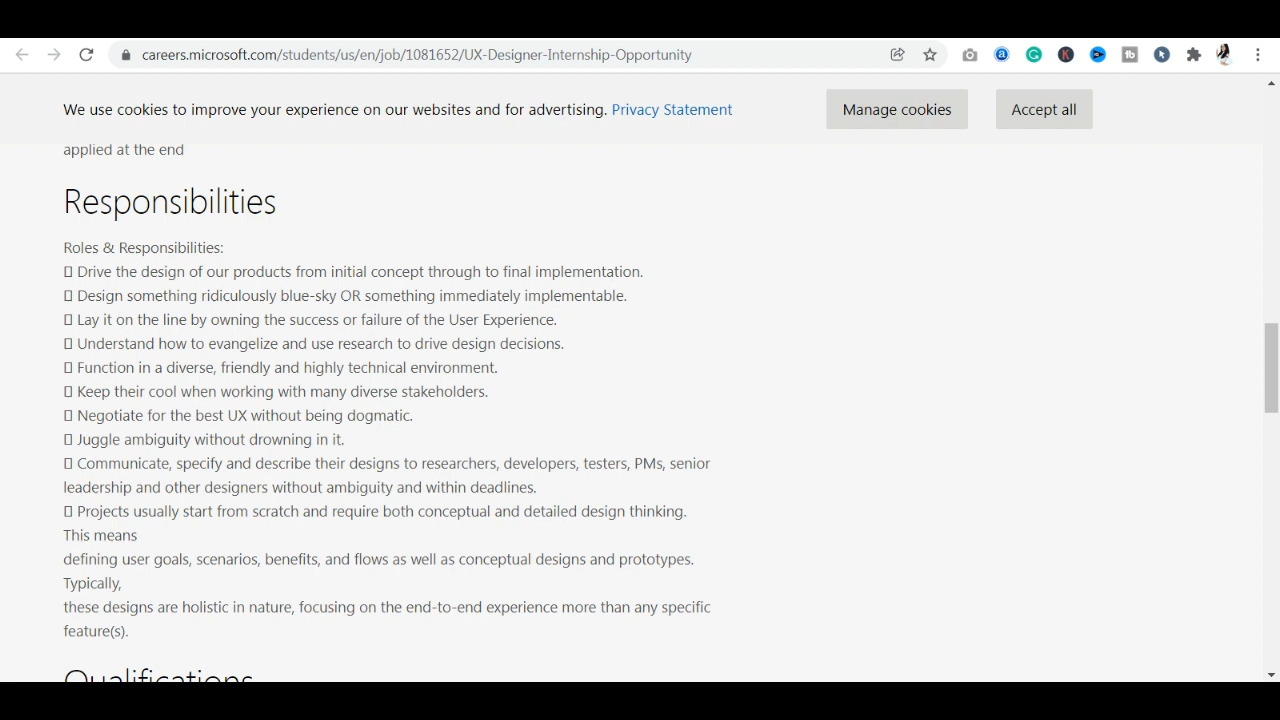 careers.microsoft.com/students/us/en/job/1081652/UX-Designer-Internship-Opportunity
We use cookies to improve your experience on our websites and for advertising. Privacy Statement
Manage cookies
Accept all
applied at the end
Responsibilities
Roles & Responsibilities:
▯ Drive the design of our products from initial concept through to final implementation.
▯ Design something ridiculously blue-sky OR something immediately implementable.
▯ Lay it on the line by owning the success or failure of the User Experience.
▯ Understand how to evangelize and use research to drive design decisions.
▯ Function in a diverse, friendly and highly technical environment.
▯ Keep their cool when working with many diverse stakeholders.
▯ Negotiate for the best UX without being dogmatic.
▯ Juggle ambiguity without drowning in it.
▯ Communicate, specify and describe their designs to researchers, developers, testers, PMs, senior
leadership and other designers without ambiguity and within deadlines.
▯ Projects usually start from scratch and require both conceptual and detailed design thinking.
This means
defining user goals, scenarios, benefits, and flows as well as conceptual designs and prototypes.
Typically,
these designs are holistic in nature, focusing on the end-to-end experience more than any specific
feature(s).
Qualifications